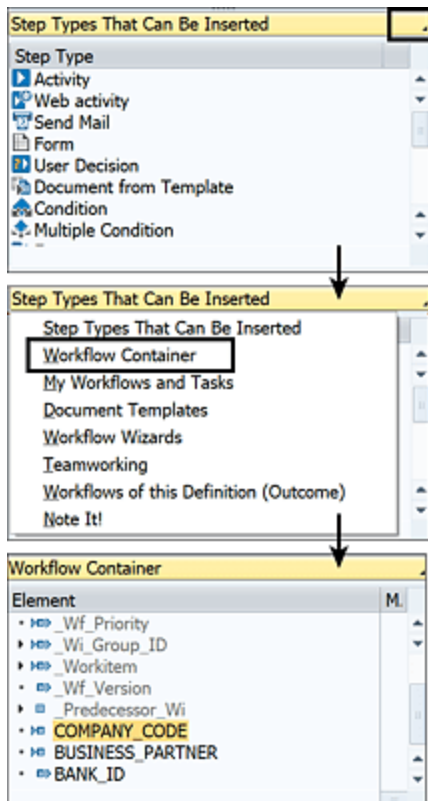 Step Types That Can Be Inserted
Step Type
Activity
Web activity
Send Mail
Form
User Decision
Document from Template
Condition
Multiple Condition
Step Types That Can Be Inserted
Step Types That Can Be Inserted
Workflow Container
My Workflows and Tasks
Document Templates
Workflow Wizards
Teamworking
Workflows of this Definition (Outcome)
Note It!
Workflow Container
Element M.
_Wf_Priority
_Wi_Group_ID
_Workitem
_Wf_Version
_Predecessor_Wi
COMPANY_CODE
BUSINESS_PARTNER
BANK_ID